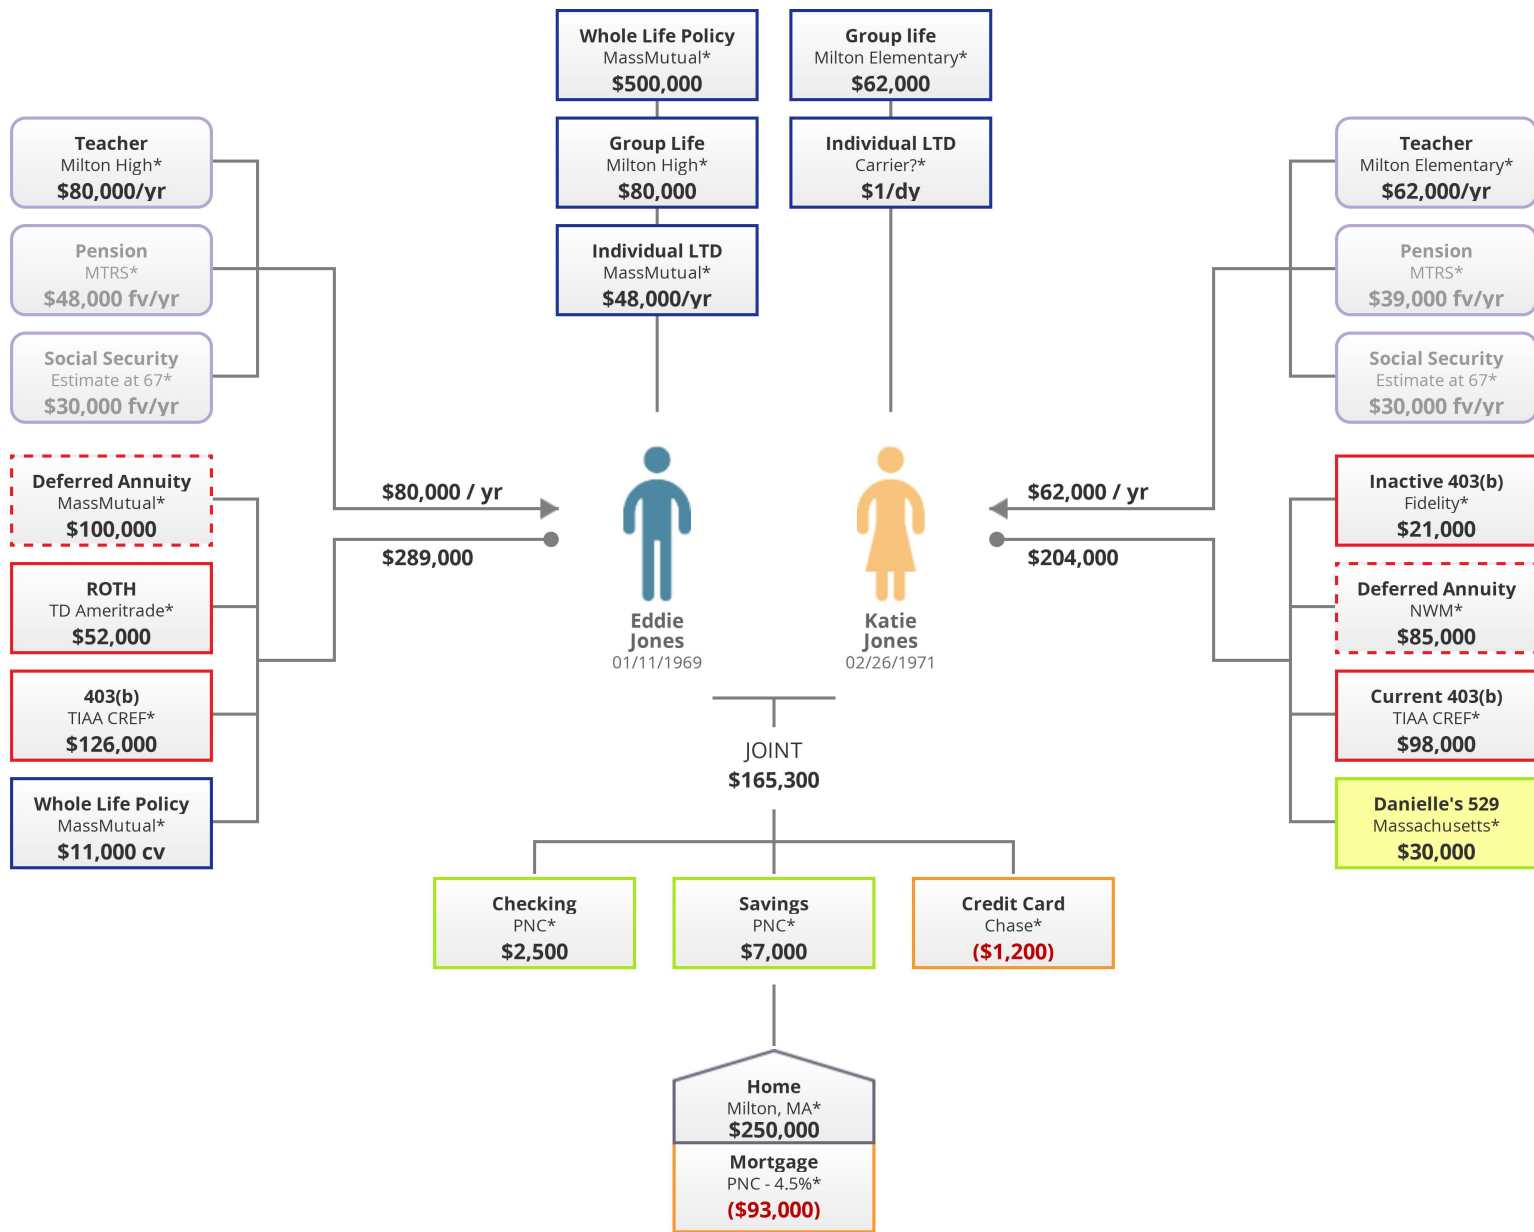 Whole Life Policy
MassMutual*
$500,000
Group life
Milton Elementary*
$62,000
Teacher
Milton High*
$80,000/yr
Group Life
Milton High*
$80,000
Individual LTD
Carrier?*
$1/dy
Teacher
Milton Elementary*
$62,000/yr
Pension
MTRS*
$48,000 fv/yr
Individual LTD
MassMutual*
$48,000/yr
Pension
MTRS*
$39,000 fv/yr
Social Security
Estimate at 67*
$30,000 fv/yr
Social Security
Estimate at 67*
$30,000 fv/yr
Deferred Annuity
MassMutual*
$100,000
$80,000 / yr
$289,000
$62,000 / yr
$204,000
Inactive 403(b)
Fidelity*
$21,000
ROTH
TD Ameritrade*
$52,000
Eddie
Jones
01/11/1969
Katie
Jones
02/26/1971
Deferred Annuity
NWM*
$85,000
403(b)
TIAA CREF*
$126,000
JOINT
$165,300
Current 403(b)
TIAA CREF*
$98,000
Whole Life Policy
MassMutual*
$11,000 cv
Danielle's 529
Massachusetts*
$30,000
Checking
PNC*
$2,500
Savings
PNC*
$7,000
Credit Card
Chase*
($1,200)
Home
Milton, MA*
$250,000
Mortgage
PNC - 4.5%*
($93,000)